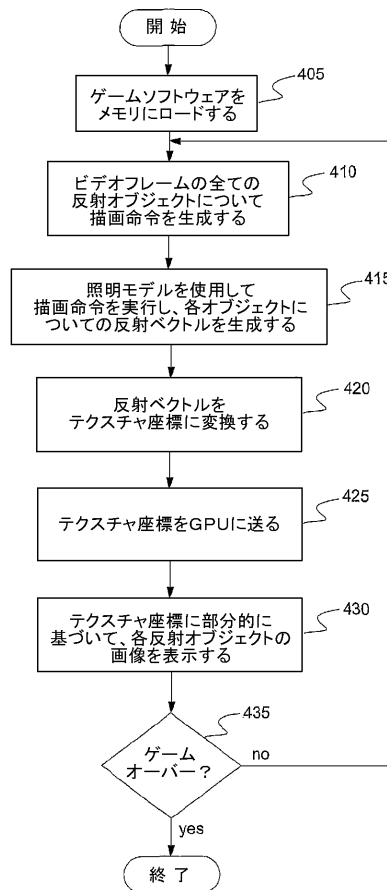 開 始
ゲームソフトウェアを
メモリにロードする
405
ビデオフレームの全ての
反射オブジェクトについて
描画命令を生成する
410
照明モデルを使用して
描画命令を実行し、各オブジェクトに
ついての反射ベクトルを生成する
415
反射ベクトルを
テクスチャ座標に変換する
420
テクスチャ座標をGPUに送る
425
テクスチャ座標に部分的に
基づいて、各反射オブジェクトの
画像を表示する
430
ゲーム
オーバー？
435
no
yes
終 了